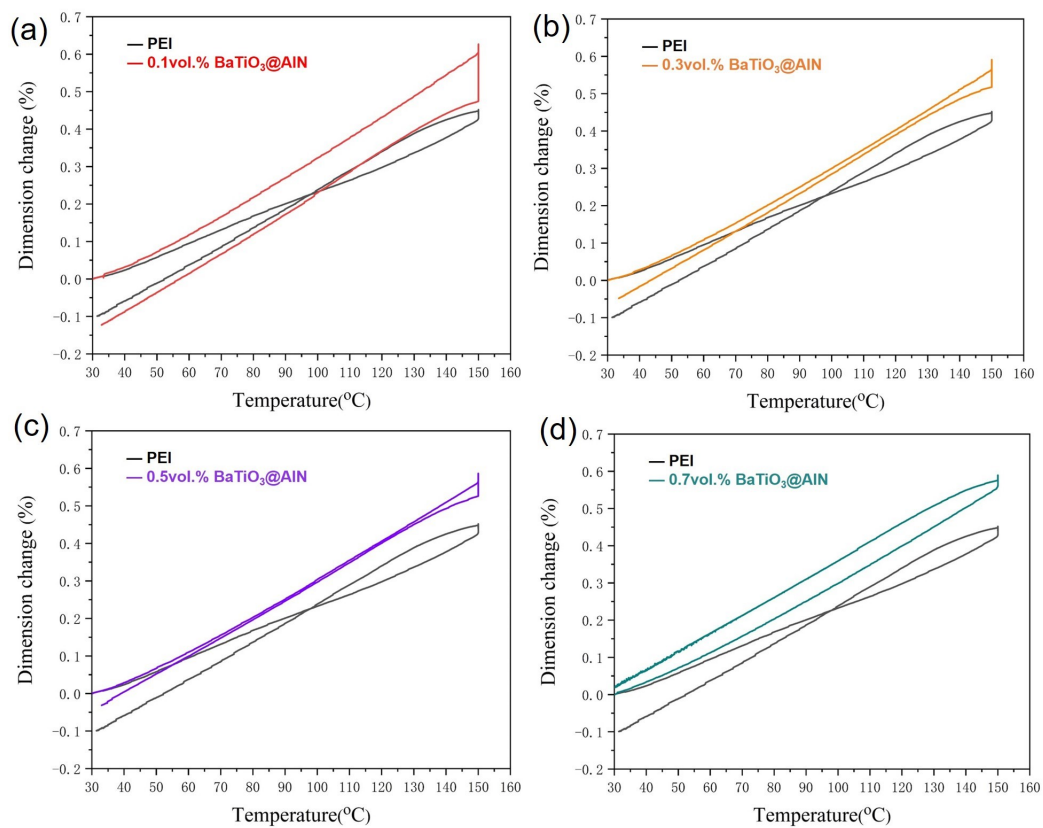 (a)
PEI
0.1vol.% BaTiO₃@AlN
Dimension change (%)
0.7
0.6
0.5
0.4
0.3
0.2
0.1
0.0
-0.1
-0.2
30 40 50 60 70 80 90 100 110 120 130 140 150 160
Temperature(°C)
(b)
PEI
0.3vol.% BaTiO₃@AlN
Dimension change (%)
0.7
0.6
0.5
0.4
0.3
0.2
0.1
0.0
-0.1
-0.2
30 40 50 60 70 80 90 100 110 120 130 140 150 160
Temperature(°C)
(c)
PEI
0.5vol.% BaTiO₃@AlN
Dimension change (%)
0.7
0.6
0.5
0.4
0.3
0.2
0.1
0.0
-0.1
-0.2
30 40 50 60 70 80 90 100 110 120 130 140 150 160
Temperature(°C)
(d)
PEI
0.7vol.% BaTiO₃@AlN
Dimension change (%)
0.7
0.6
0.5
0.4
0.3
0.2
0.1
0.0
-0.1
-0.2
30 40 50 60 70 80 90 100 110 120 130 140 150 160
Temperature(°C)